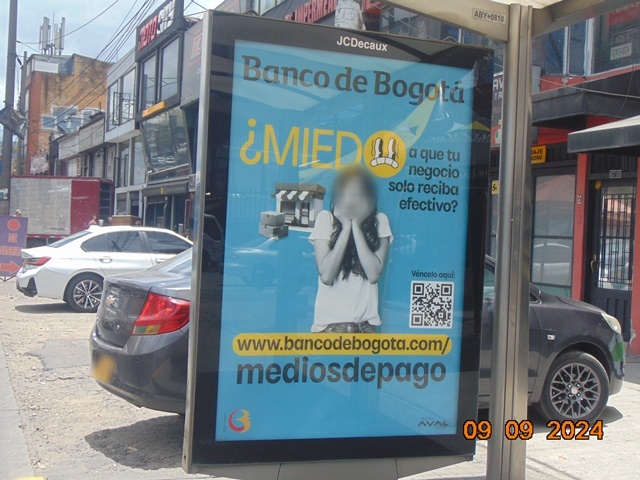 JCDecaux
ABY+0810
Banco de Bogotá
¿MIEDO
a que tu
negocio
solo reciba
efectivo?
Véncelo aquí:
www.bancodebogota.com/
mediosdepago
AVAL
09 09 2024